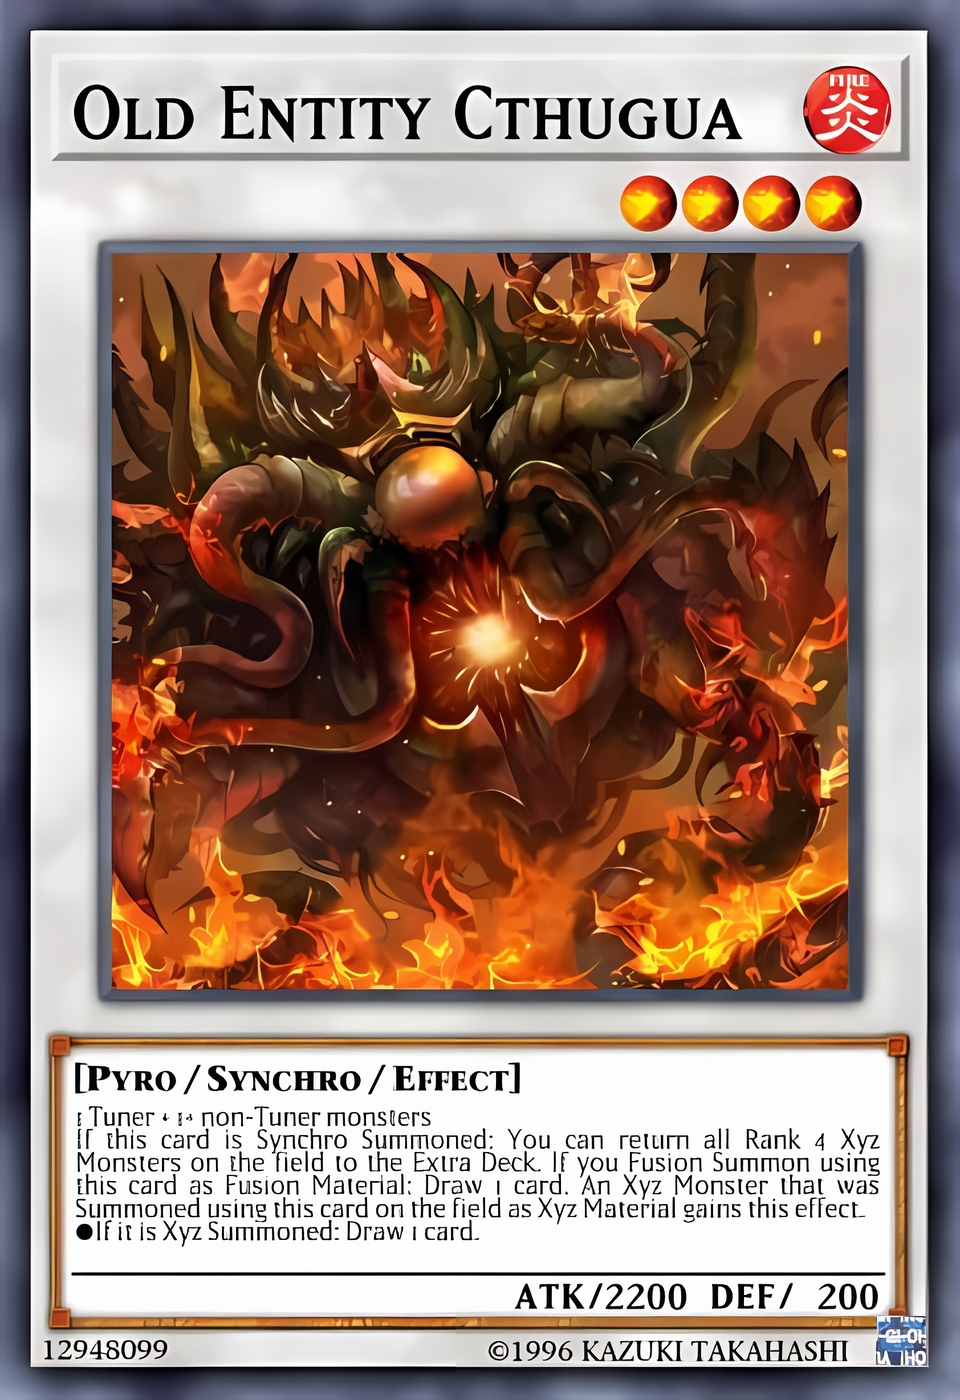 OLD ENTITY CTHUGUA
炎
[PYRO / SYNCHRO / EFFECT]
1 Tuner + 1+ non-Tuner monsters
If this card is Synchro Summoned: You can return all Rank 4 Xyz
Monsters on the field to the Extra Deck. If you Fusion Summon using
this card as Fusion Material: Draw 1 card. An Xyz Monster that was
Summoned using this card on the field as Xyz Material gains this effect.
●If it is Xyz Summoned: Draw 1 card.
ATK/2200 DEF/ 200
12948099
©1996 KAZUKI TAKAHASHI